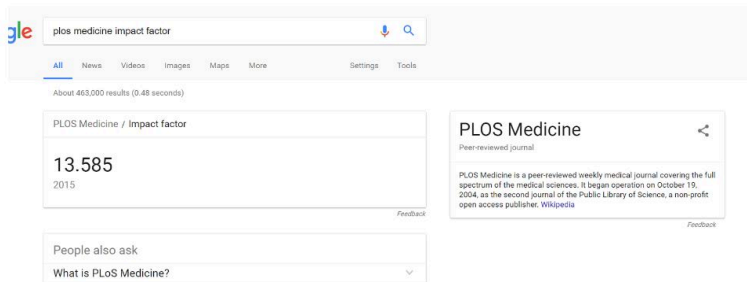 gle
plos medicine impact factor
All News Videos Images Maps More Settings Tools
About 463,000 results (0.48 seconds)
PLOS Medicine / Impact factor
13.585
2015
Feedback
People also ask
What is PLoS Medicine?
PLOS Medicine
Peer-reviewed journal
PLOS Medicine is a peer-reviewed weekly medical journal covering the full
spectrum of the medical sciences. It began operation on October 19,
2004, as the second journal of the Public Library of Science, a non-profit
open access publisher. Wikipedia
Feedback